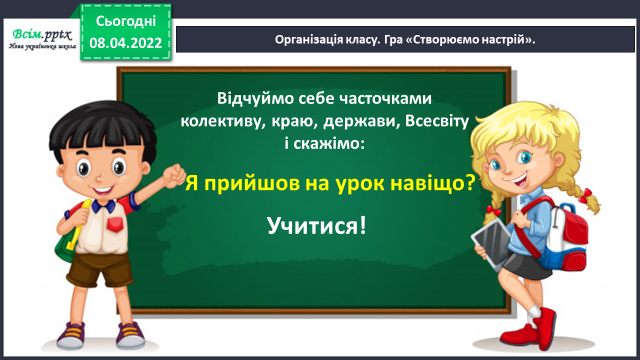 Всім.pptx
Нова українська школа
Сьогодні
08.04.2022
Організація класу. Гра «Створюємо настрій».
Відчуймо себе часточками
колективу, краю, держави, Всесвіту
і скажімо:
Я прийшов на урок навіщо?
Учитися!